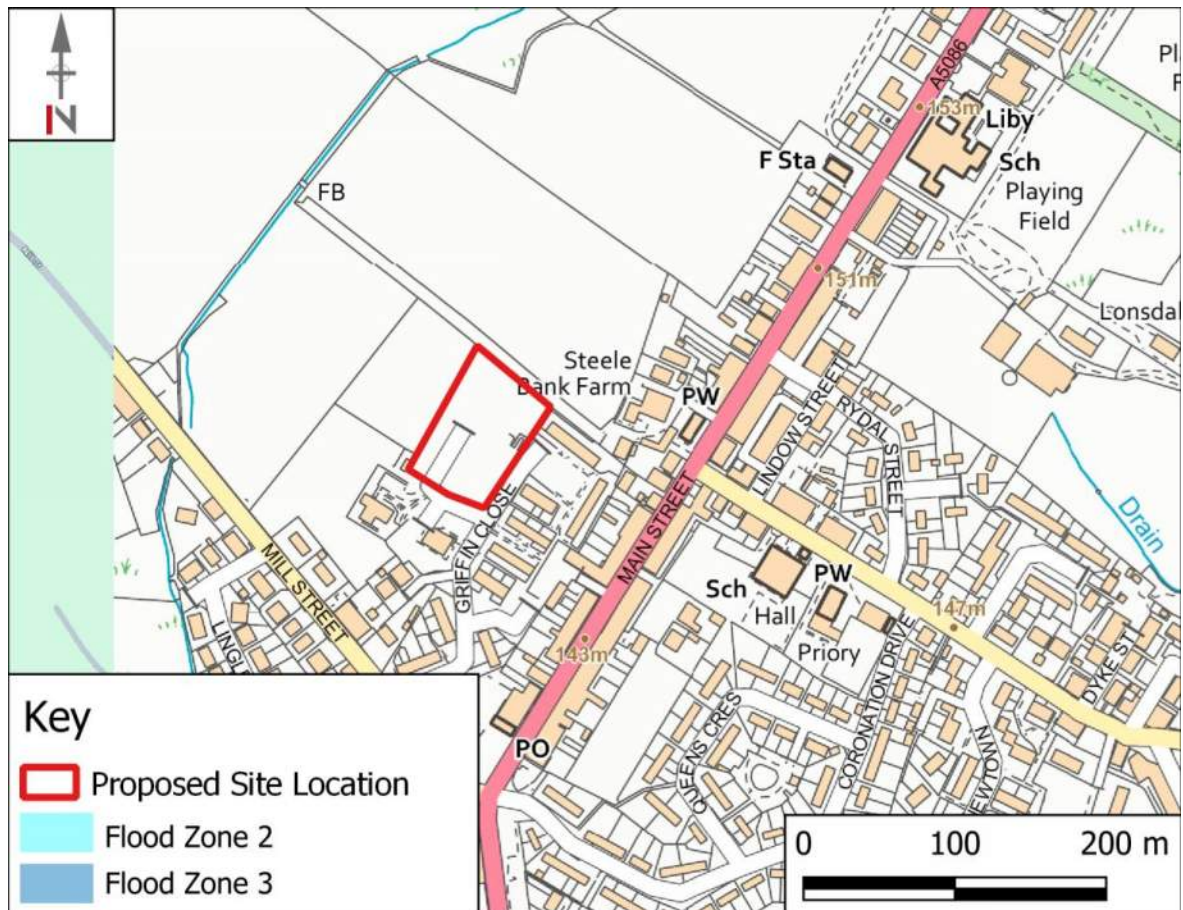 N
A5086
153m
Liby
Sch
Playing
Field
F Sta
FB
151m
Steele
Bank Farm
PW
LINDOW STREET
RYDAL STREET
Drain
MAIN STREET
GRIFFIN CLOSE
MILL STREET
Sch
Hall
PW
Priory
147m
143m
CORONATION DRIVE
DYKE ST
QUEENS CRES
PO
Key
Proposed Site Location
Flood Zone 2
Flood Zone 3
0 100 200 m